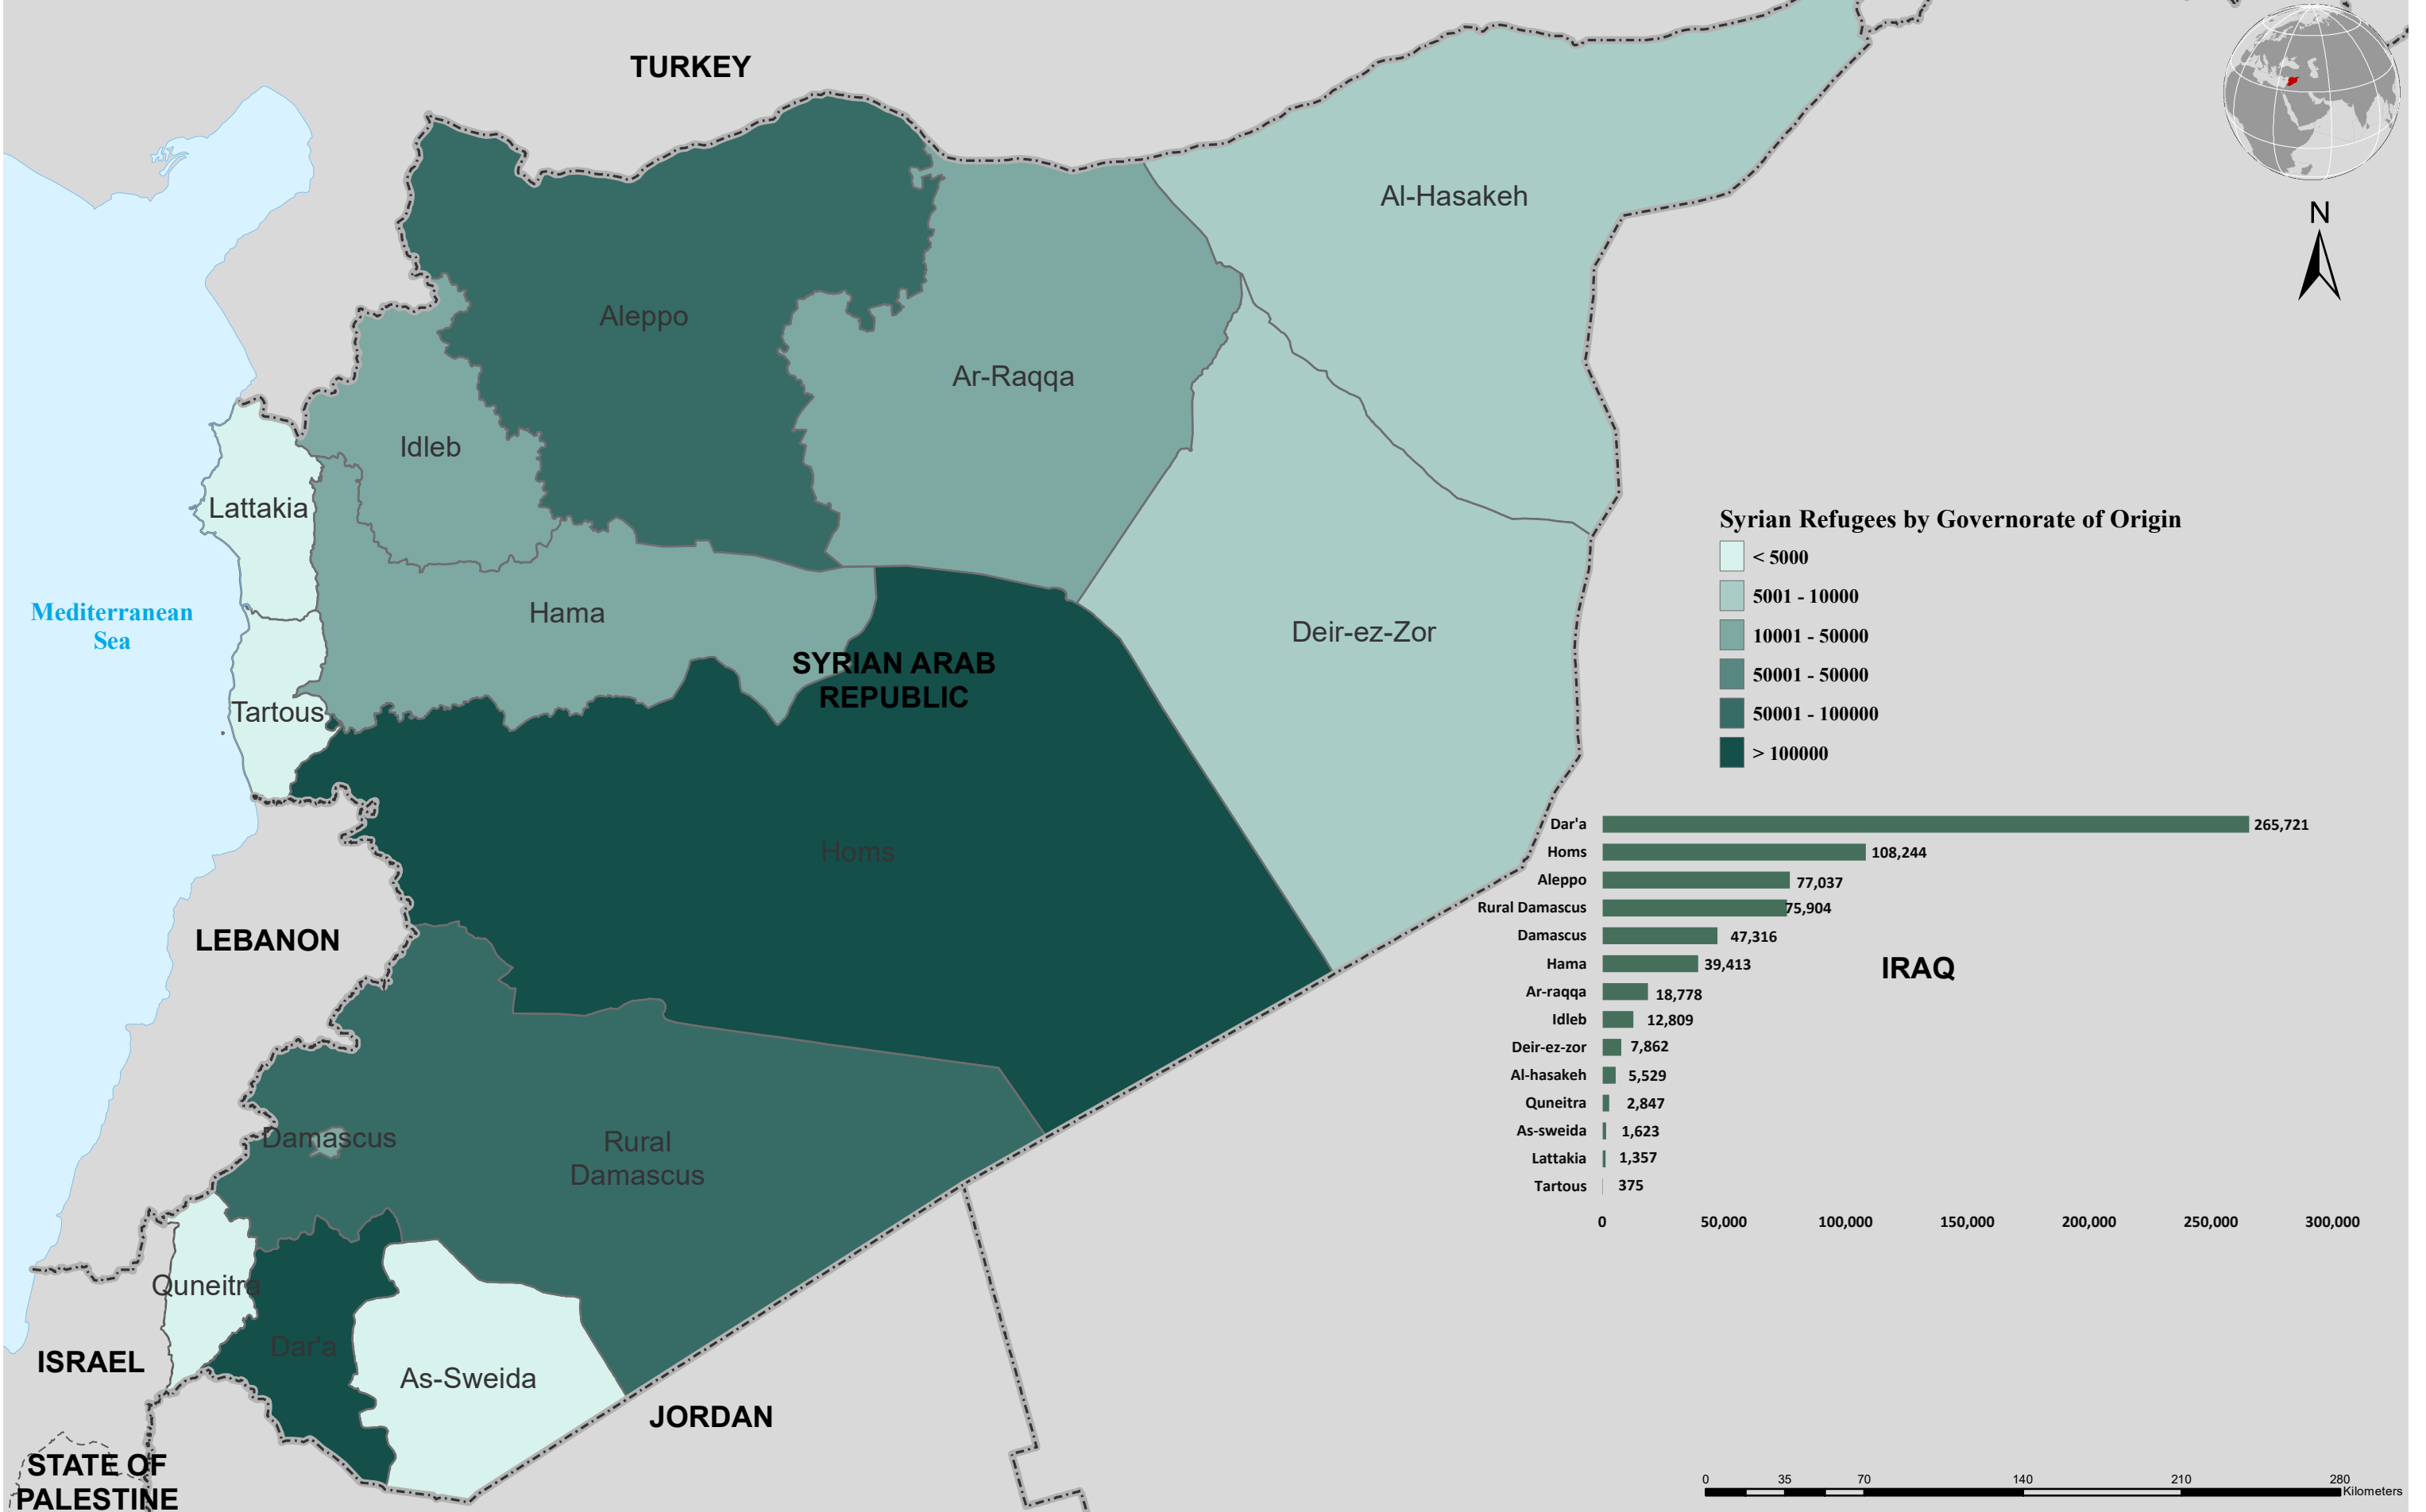 TURKEY
N
Al-Hasakeh
Aleppo
Ar-Raqqa
Idleb
Lattakia
Mediterranean
Sea
Hama
Deir-ez-Zor
SYRIAN ARAB
REPUBLIC
Tartous
Homs
LEBANON
IRAQ
Damascus
Rural
Damascus
Quneitra
Dar'a
As-Sweida
ISRAEL
JORDAN
STATE OF
PALESTINE
Syrian Refugees by Governorate of Origin
< 5000
5001 - 10000
10001 - 50000
50001 - 50000
50001 - 100000
> 100000
Dar'a 265,721
Homs 108,244
Aleppo 77,037
Rural Damascus 75,904
Damascus 47,316
Hama 39,413
Ar-raqqa 18,778
Idleb 12,809
Deir-ez-zor 7,862
Al-hasakeh 5,529
Quneitra 2,847
As-sweida 1,623
Lattakia 1,357
Tartous 375
0 50,000 100,000 150,000 200,000 250,000 300,000
0 35 70 140 210 280
Kilometers